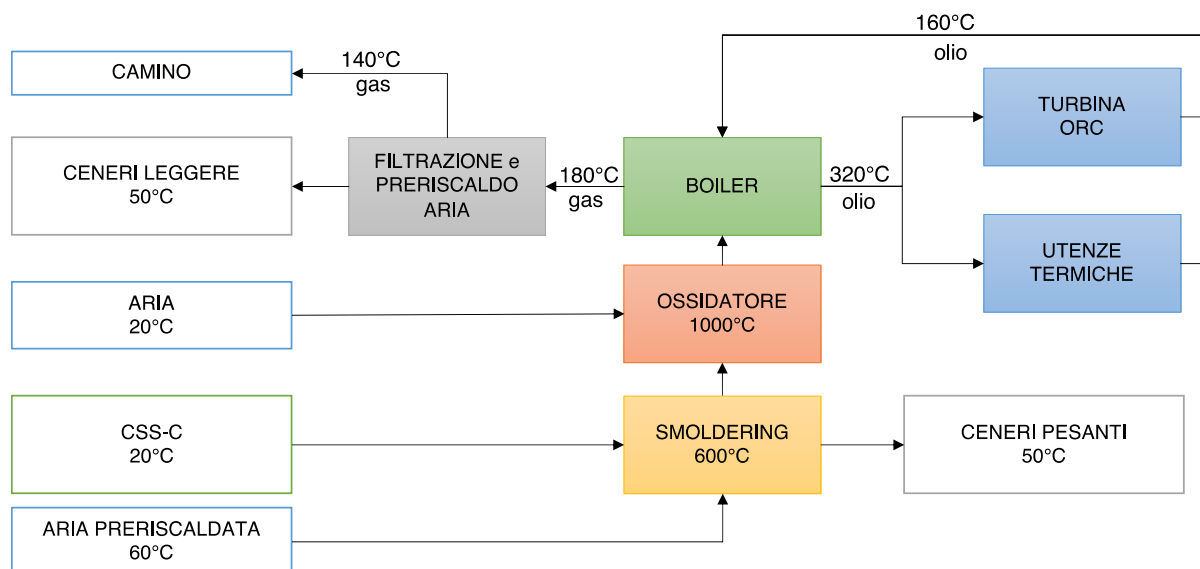 160°C
olio
CAMINO
140°C
gas
TURBINA
ORC
CENERI LEGGERE
50°C
FILTRAZIONE e
PRERISCALDO
ARIA
180°C
gas
BOILER
320°C
olio
UTENZE
TERMICHE
ARIA
20°C
OSSIDATORE
1000°C
CSS-C
20°C
SMOLDERING
600°C
CENERI PESANTI
50°C
ARIA PRERISCALDATA
60°C